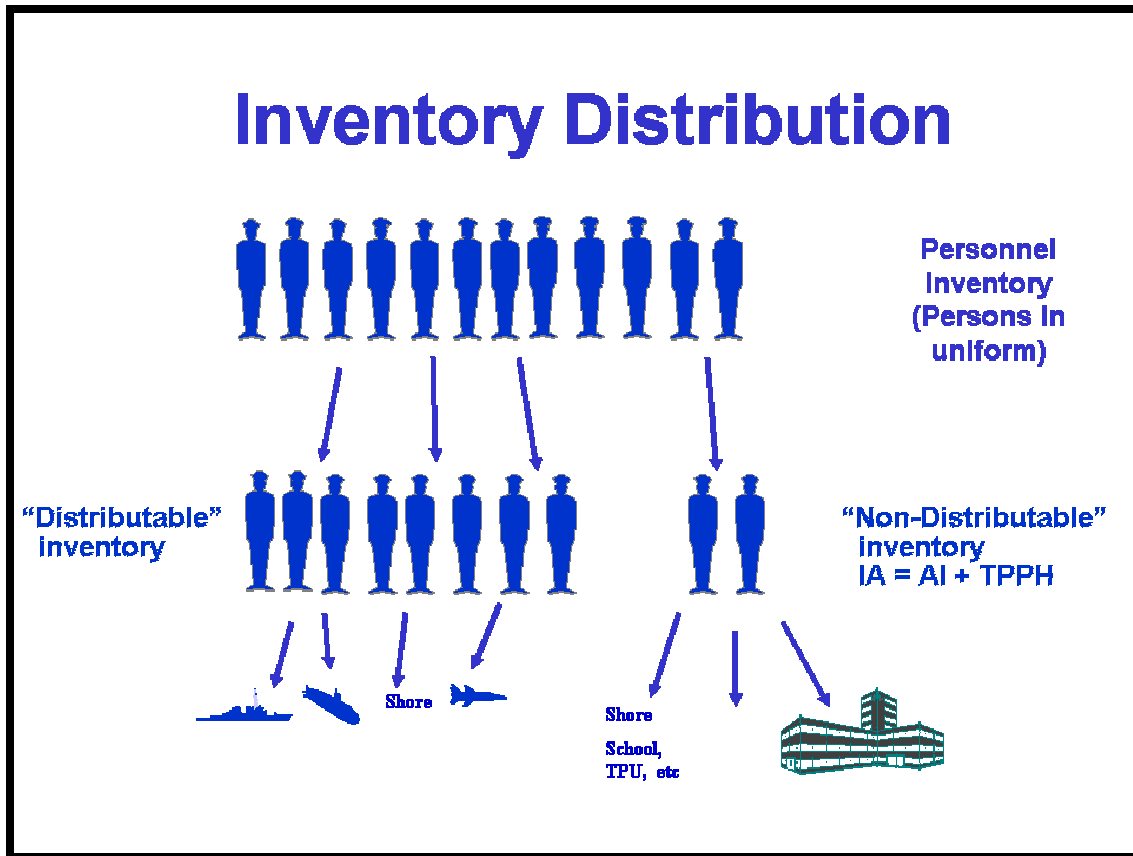 Inventory Distribution
Personnel
Inventory
(Persons in
uniform)
“Distributable”
inventory
“Non-Distributable”
inventory
IA = AI + TPPH
Shore
Shore
School,
TPU, etc